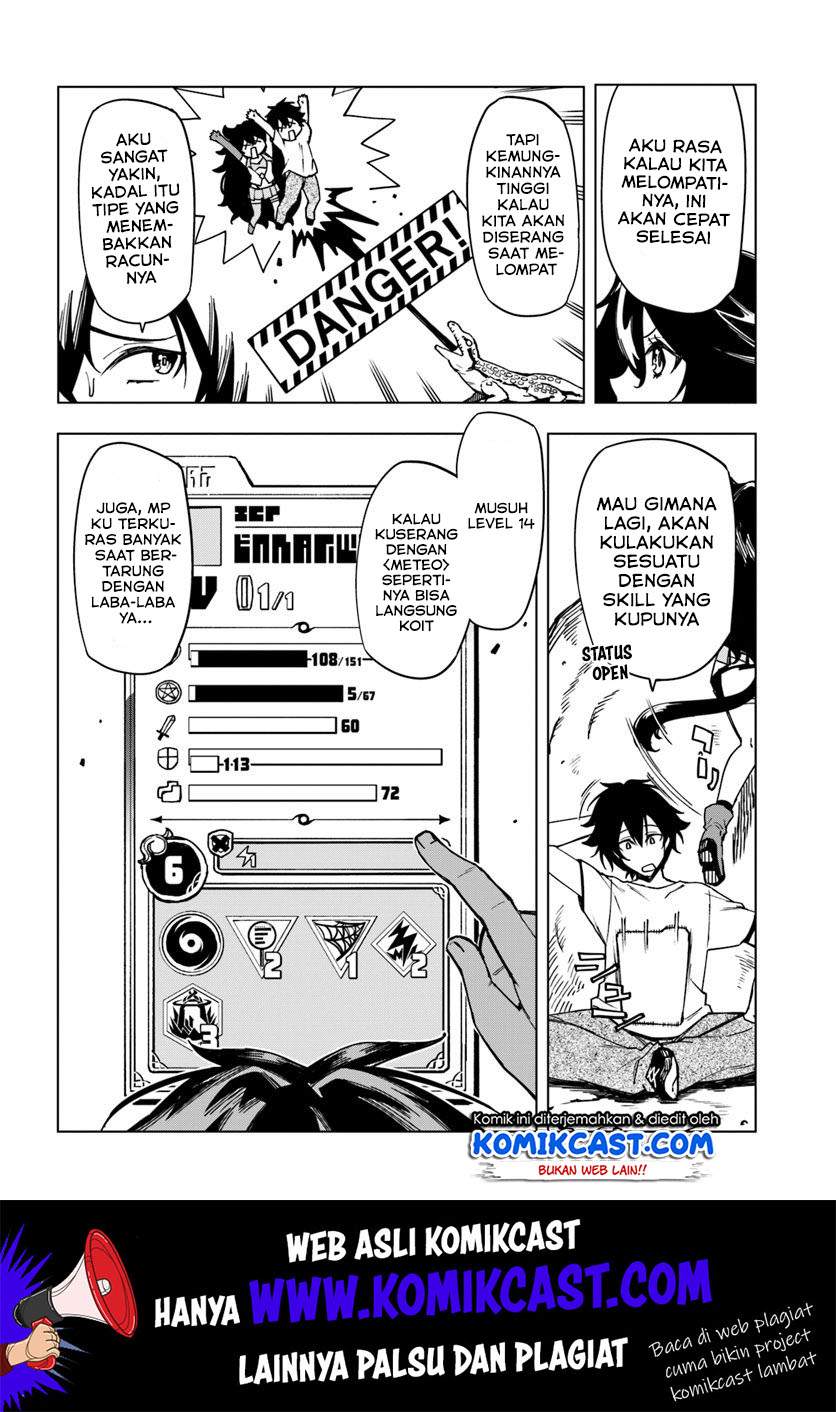 AKU RASA
KALAU KITA
MELOMPATI-
NYA, INI
AKAN CEPAT
SELESAI
TAPI
KEMUNG-
KINANNYA
TINGGI
KALAU
KITA AKAN
DISERANG
SAAT ME-
LOMPAT
DANGER!
AKU
SANGAT
YAKIN,
KADAL ITU
TIPE YANG
MENEM-
BAKKAN
RACUN-
NYA
MAU GIMANA
LAGI, AKAN
KULAKUKAN
SESUATU
DENGAN
SKILL YANG
KUPUNYA
STATUS
OPEN
MUSUH
LEVEL 14
KALAU
KUSERANG
DENGAN
<METEO>
SEPERTI-
NYA BISA
LANGSUNG
KOIT
JUGA, MP
KU TERKU-
RAS BANYAK
SAAT BER-
TARUNG
DENGAN
LABA-LABA
YA...
01/1
108/151
5/67
60
113
72
6
2
1
2
3
Komik ini diterjemahkan & diedit oleh
KOMIKCAST.COM
BUKAN WEB LAIN!!
WEB ASLI KOMIKCAST
HANYA WWW.KOMIKCAST.COM
LAINNYA PALSU DAN PLAGIAT
Baca di web plagiat
cuma bikin project
komikcast lambat